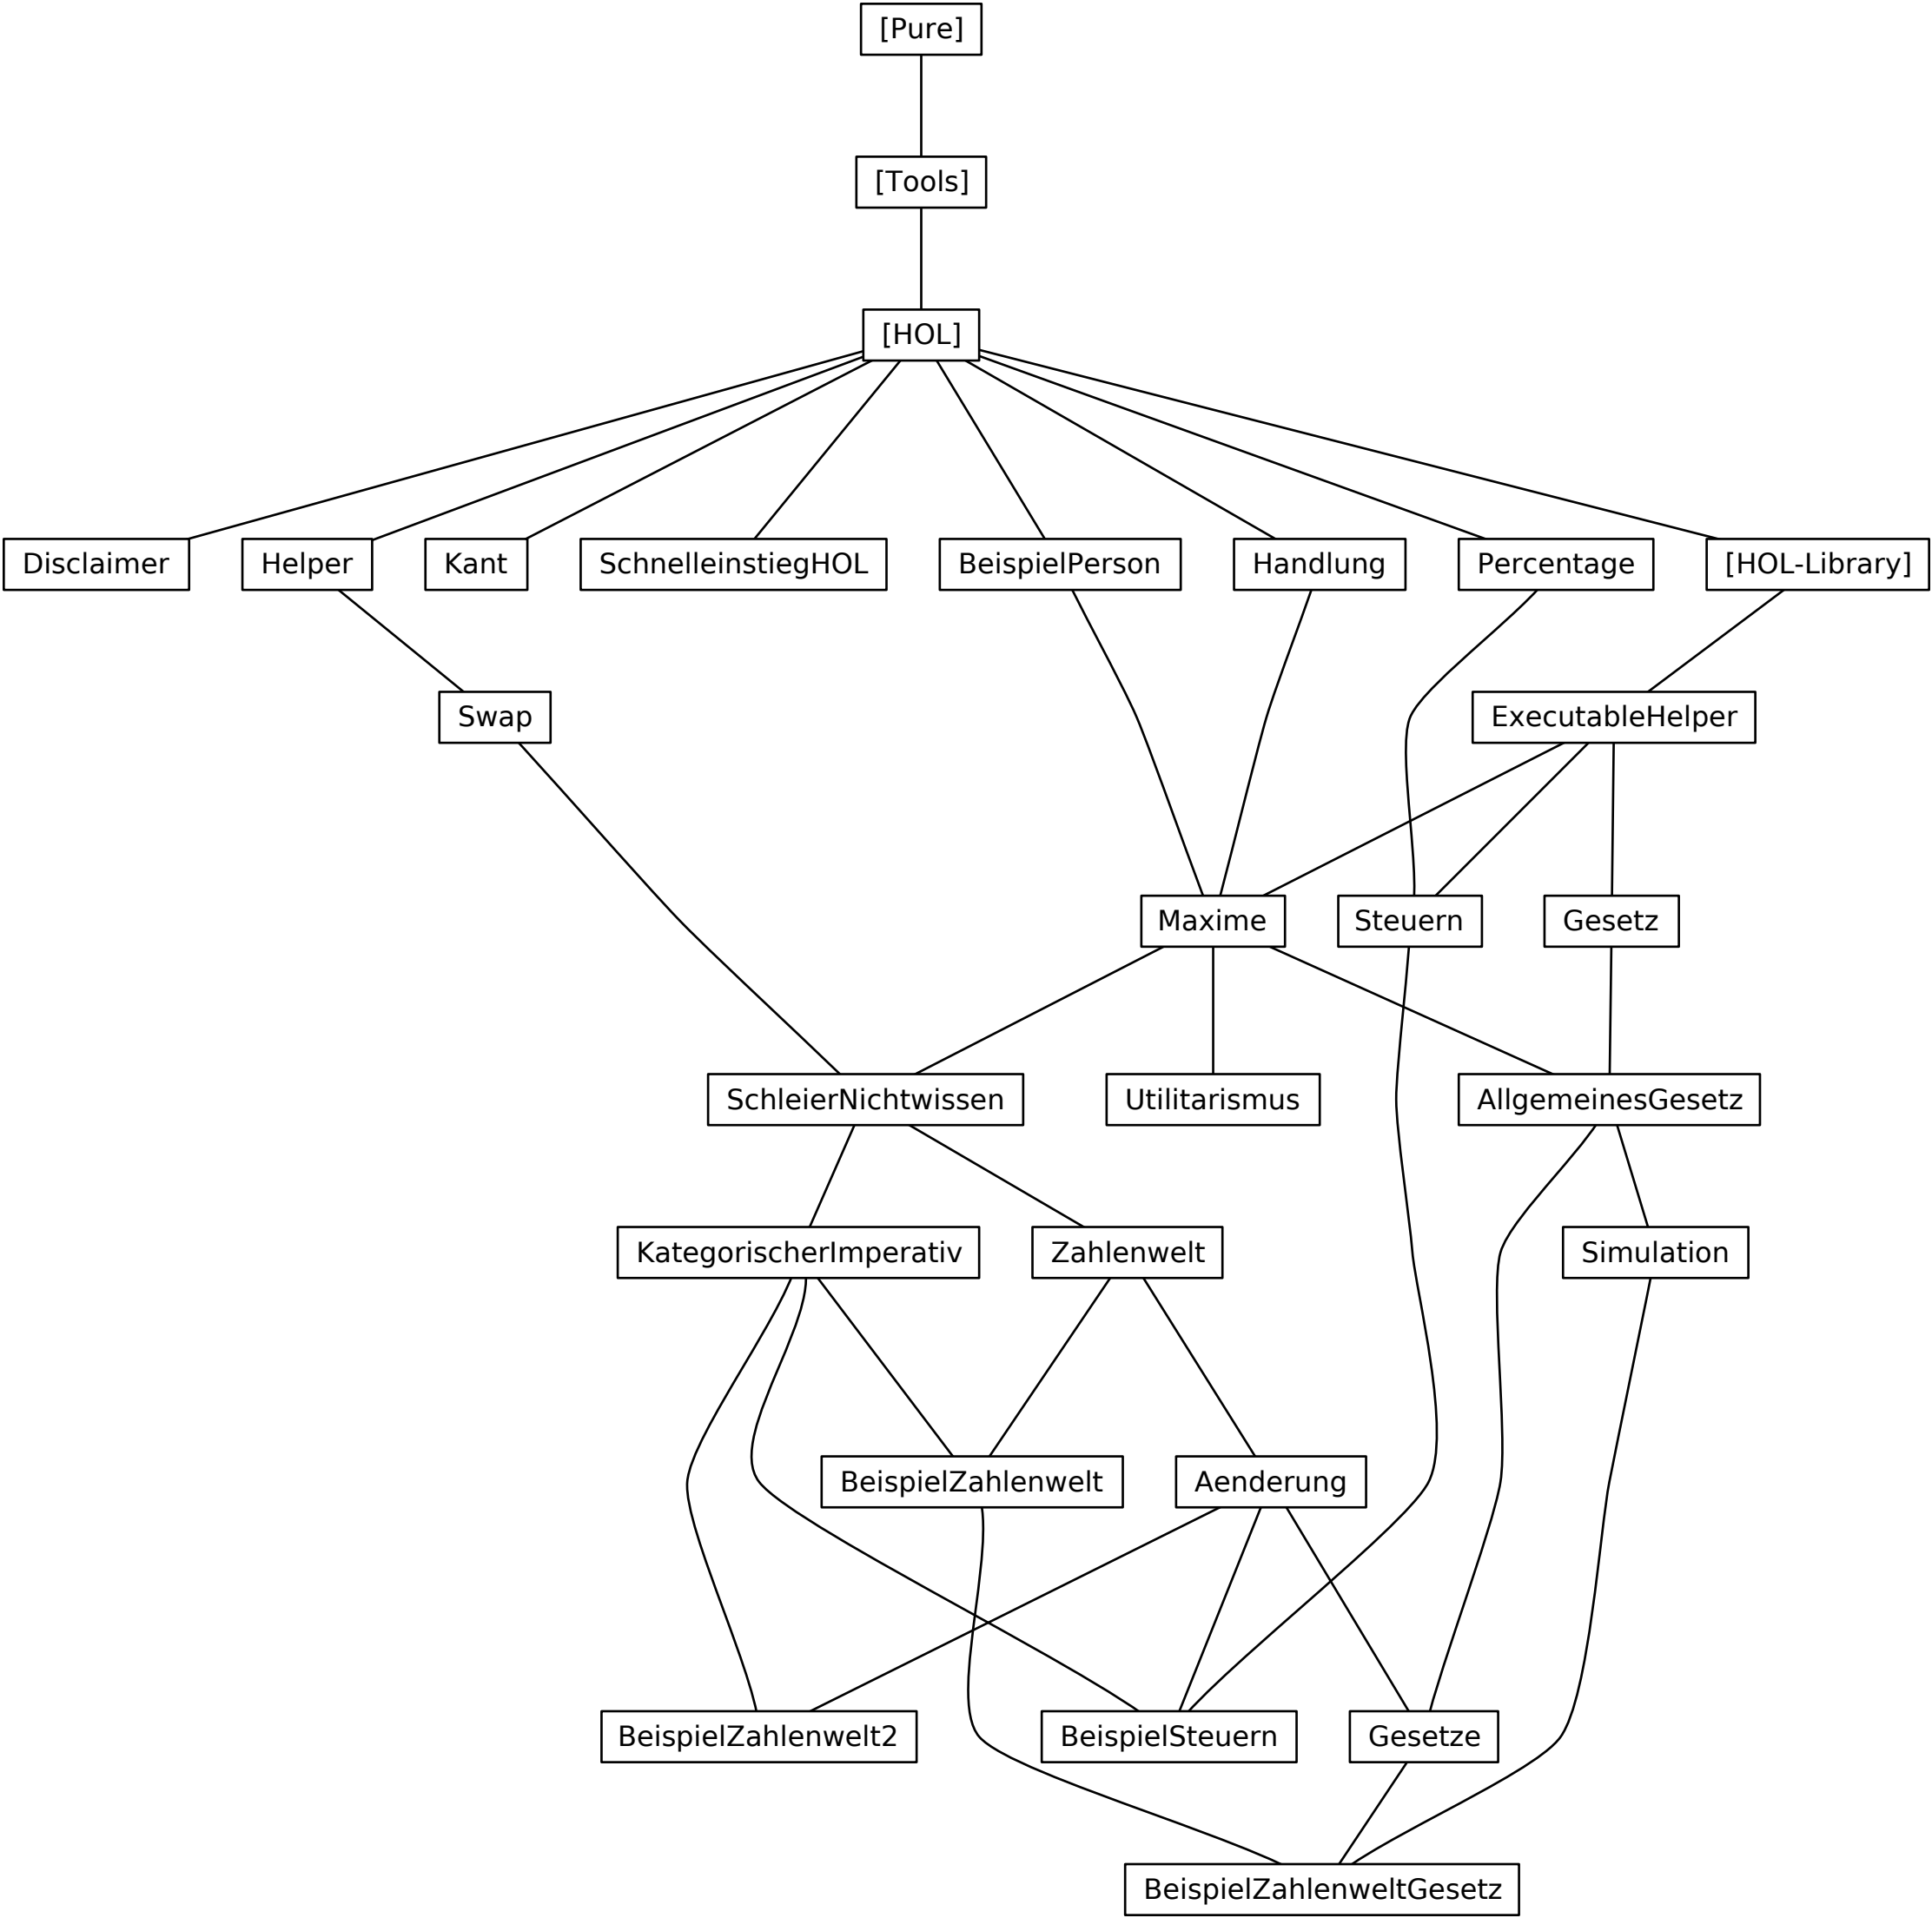 [Pure]
[Tools]
[HOL]
Disclaimer
Helper
Kant
SchnelleinstiegHOL
BeispielPerson
Handlung
Percentage
[HOL-Library]
Swap
ExecutableHelper
Maxime
Steuern
Gesetz
SchleierNichtwissen
Utilitarismus
AllgemeinesGesetz
KategorischerImperativ
Zahlenwelt
Simulation
BeispielZahlenwelt
Aenderung
BeispielZahlenwelt2
BeispielSteuern
Gesetze
BeispielZahlenweltGesetz